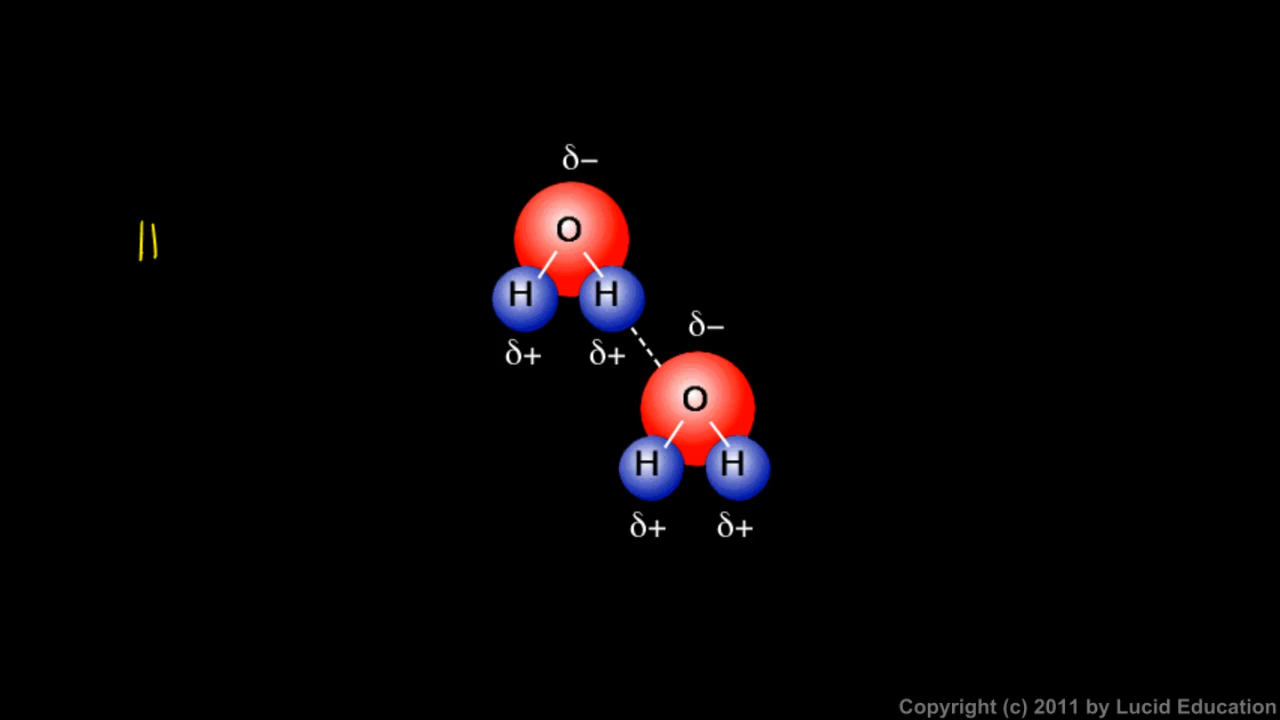 δ−
O
H H
δ+ δ+
δ−
O
H H
δ+ δ+
Copyright (c) 2011 by Lucid Education